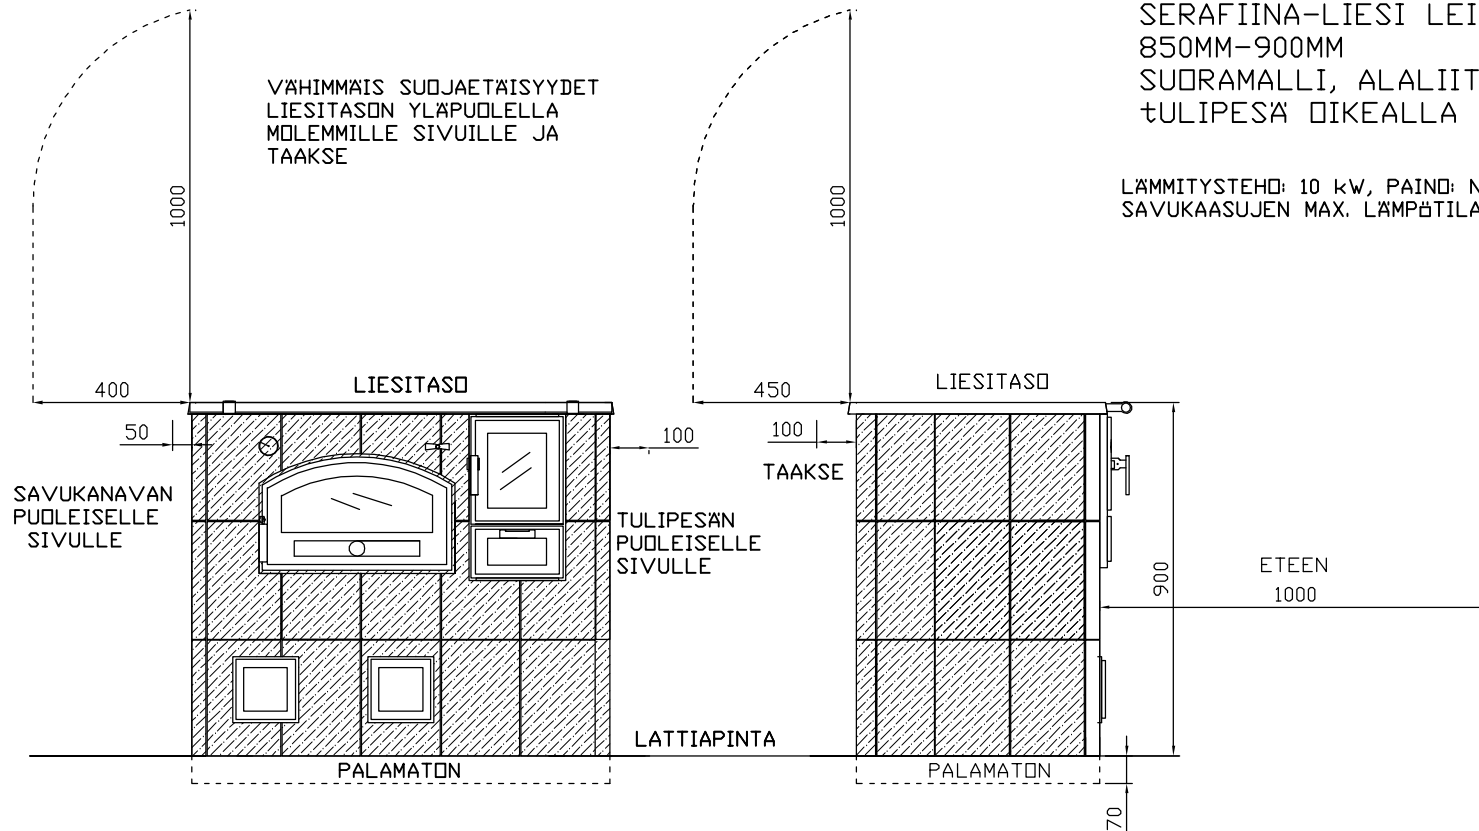 SERAFIINA-LIESI LEI
850MM-900MM
SUORAMALLI, ALALIIT
tULIPESÄ OIKEALLA
VÄHIMMÄIS SUOJAETÄISYYDET
LIESITASON YLÄPUOLELLA
MOLEMMILLE SIVUILLE JA
TAAKSE
LÄMMITYSTEHO: 10 kW, PAINO: N
SAVUKAASUJEN MAX. LÄMPöTILA
1000
1000
400
LIESITASO
450
LIESITASO
50
100
100
TAAKSE
SAVUKANAVAN
PUOLEISELLE
SIVULLE
TULIPESÄN
PUOLEISELLE
SIVULLE
900
ETEEN
1000
LATTIAPINTA
PALAMATON
PALAMATON
70